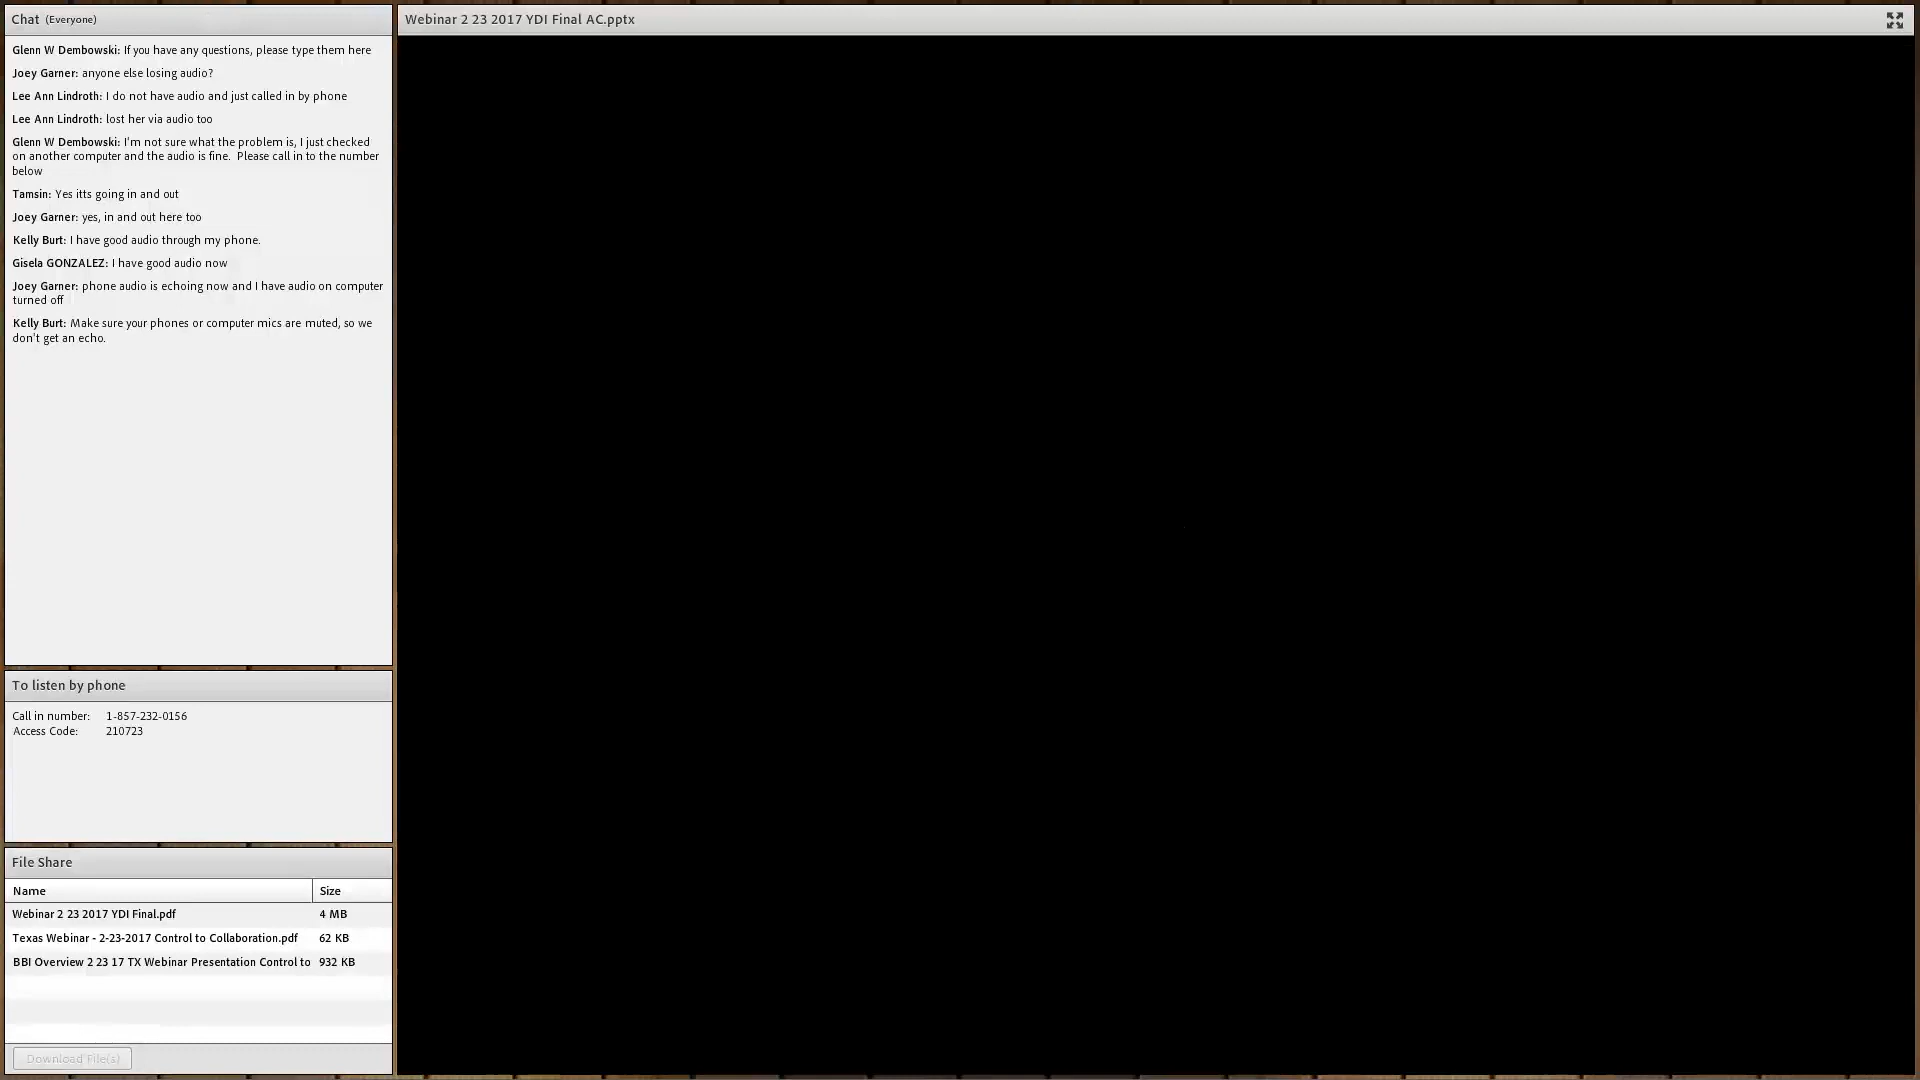 Chat (Everyone)
Glenn W Dembowski: If you have any questions, please type them here
Joey Garner: anyone else losing audio?
Lee Ann Lindroth: I do not have audio and just called in by phone
Lee Ann Lindroth: lost her via audio too
Glenn W Dembowski: I'm not sure what the problem is, I just checked
on another computer and the audio is fine.  Please call in to the number
below
Tamsin: Yes itts going in and out
Joey Garner: yes, in and out here too
Kelly Burt: I have good audio through my phone.
Gisela GONZALEZ: I have good audio now
Joey Garner: phone audio is echoing now and I have audio on computer
turned off
Kelly Burt: Make sure your phones or computer mics are muted, so we
don't get an echo.
To listen by phone
Call in number: 1-857-232-0156
Access Code: 210723
File Share
Name Size
Webinar 2 23 2017 YDI Final.pdf 4 MB
Texas Webinar - 2-23-2017 Control to Collaboration.pdf 62 KB
BBI Overview 2 23 17 TX Webinar Presentation Control to 932 KB
Download File(s)
Webinar 2 23 2017 YDI Final AC.pptx